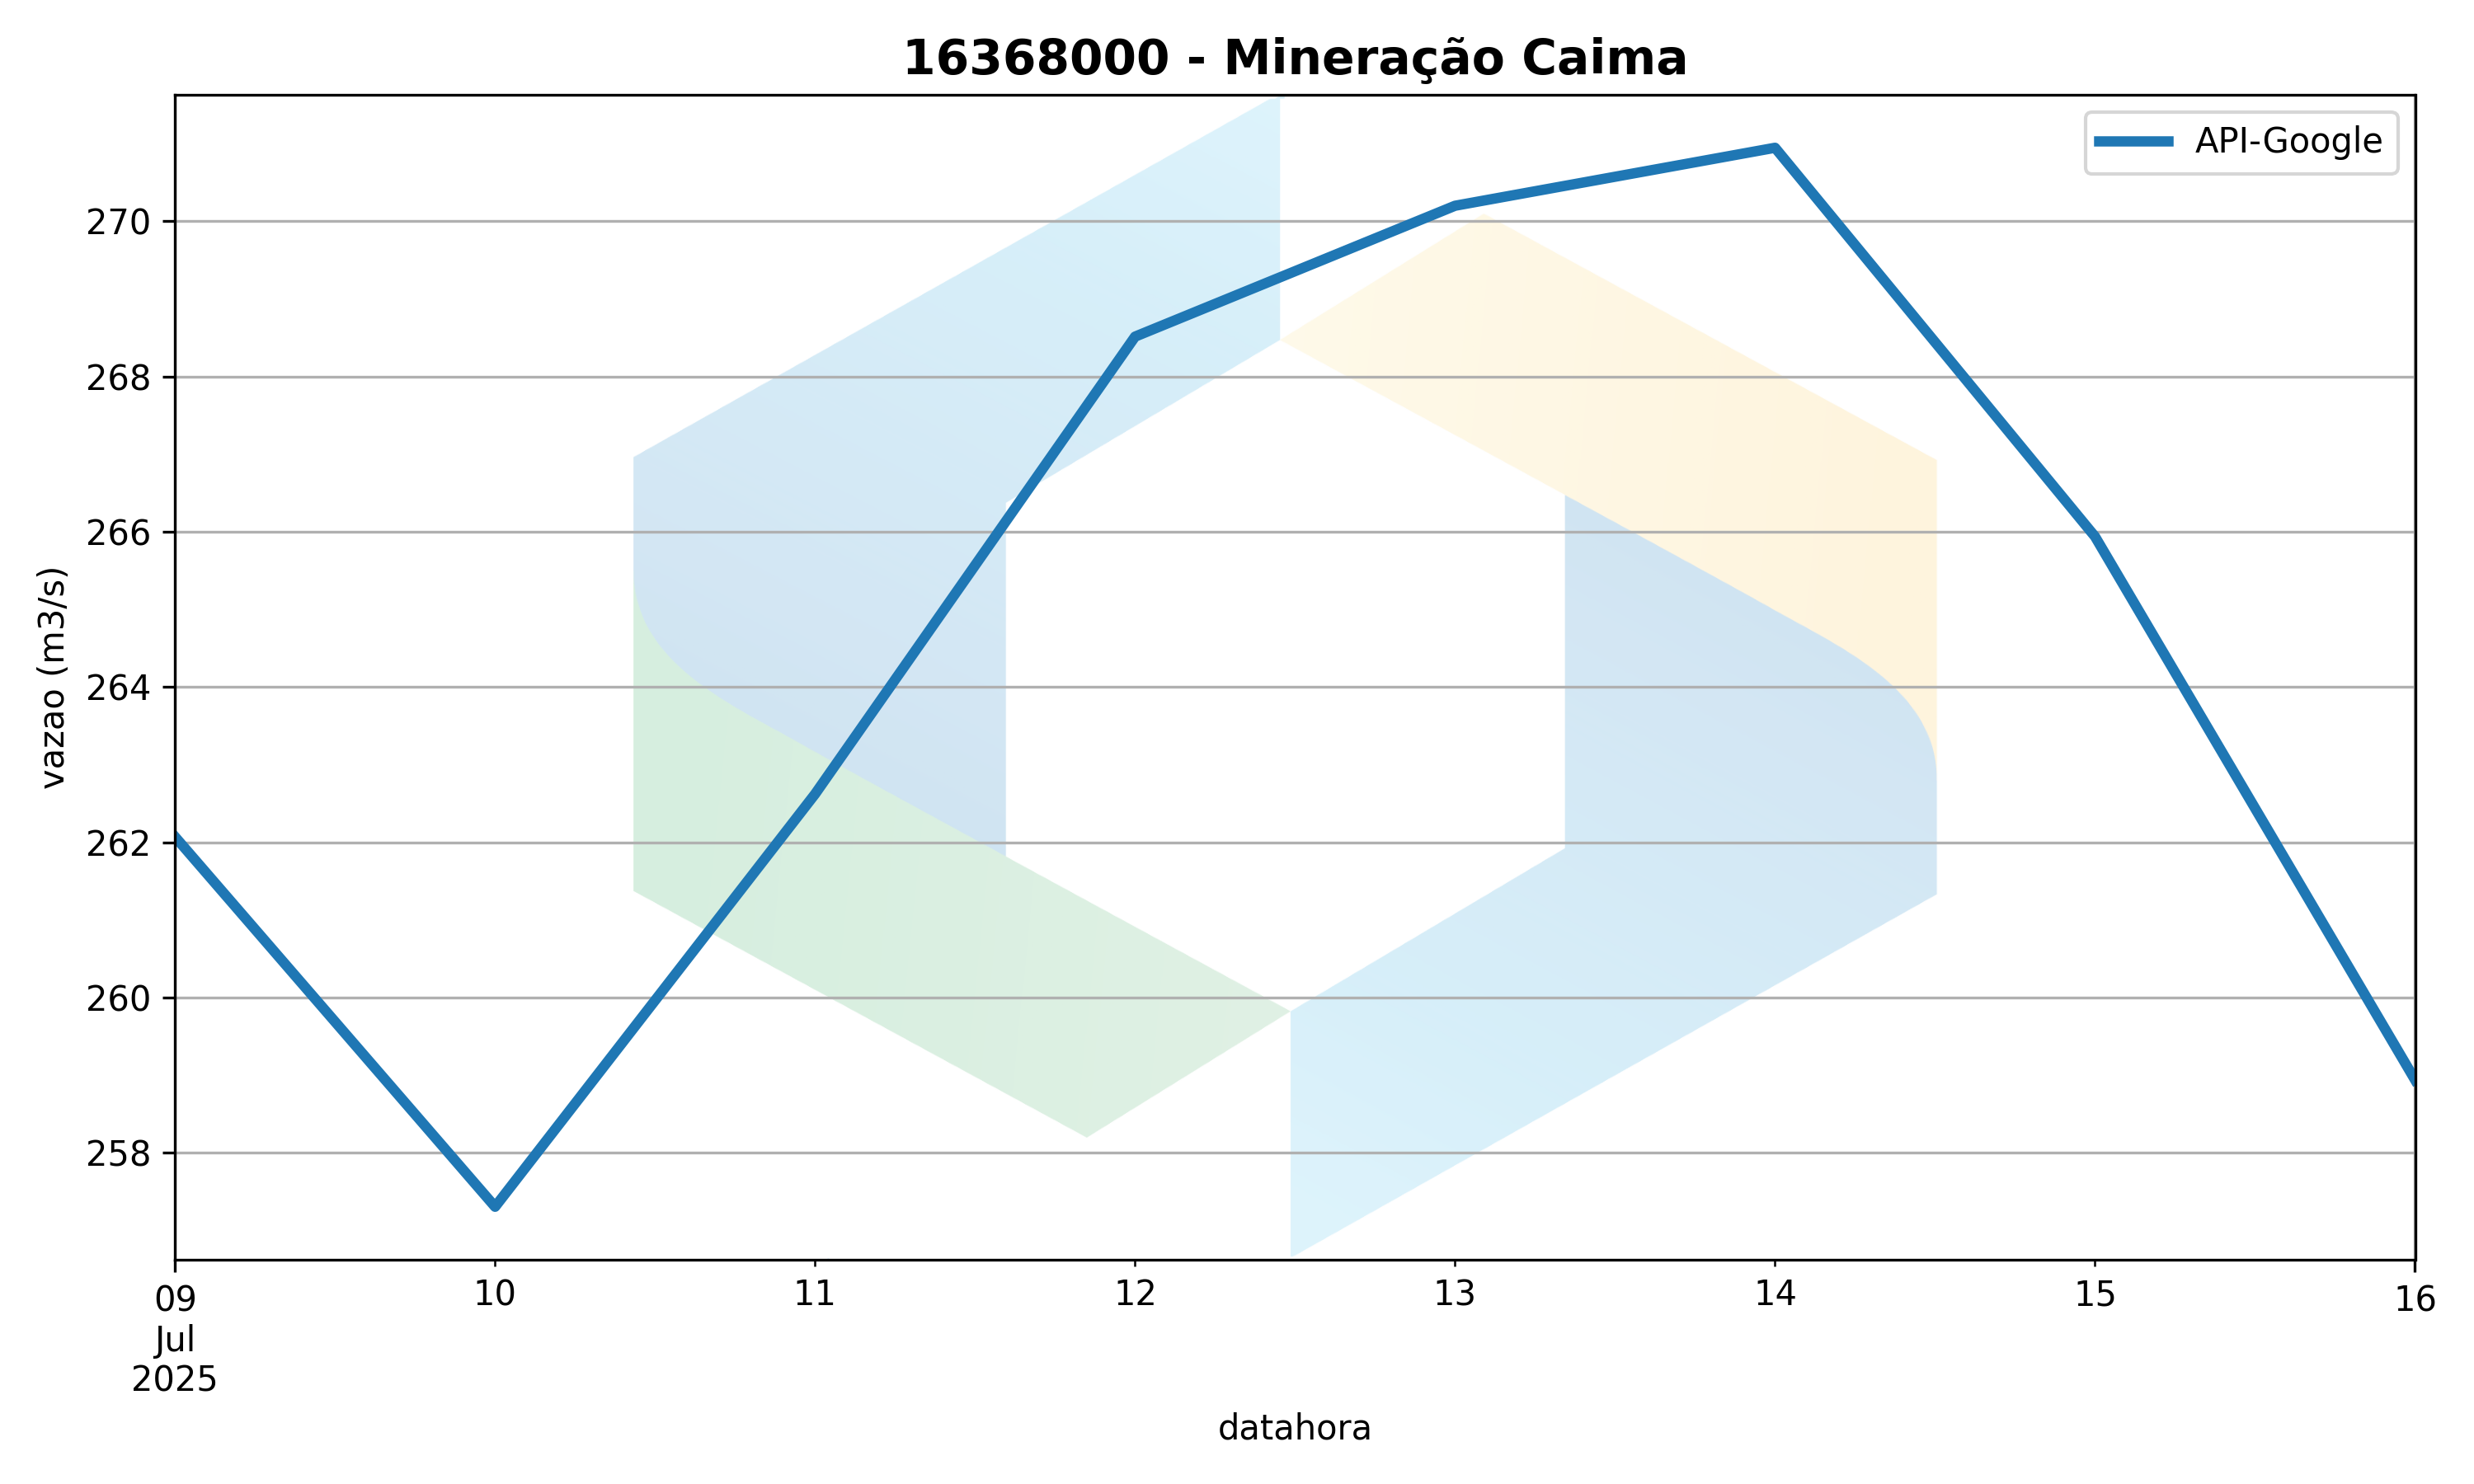 16368000 - Mineração Caima
API-Google
270
268
266
264
262
260
258
vazao (m3/s)
09 10 11 12 13 14 15 16
Jul
2025
datahora